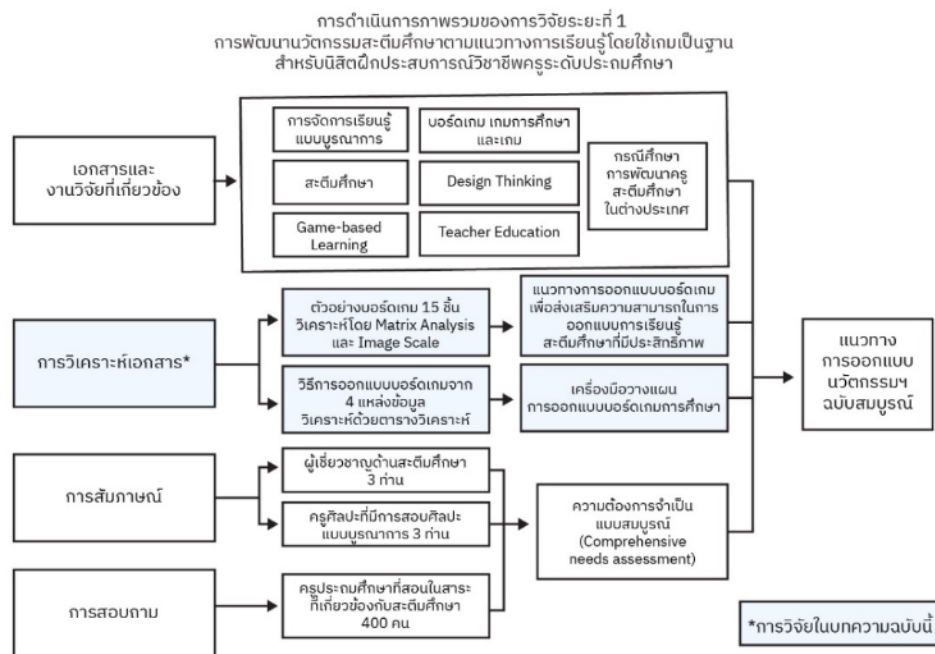 การดำเนินการภาพรวมของการวิจัยระยะที่ 1
การพัฒนานวัตกรรมสะตีมศึกษาตามแนวทางการเรียนรู้โดยใช้เกมเป็นฐาน
สำหรับนิสิตฝึกประสบการณ์วิชาชีพครูระดับประถมศึกษา
เอกสารและ
งานวิจัยที่เกี่ยวข้อง
การจัดการเรียนรู้
แบบบูรณาการ
สะตีมศึกษา
Game-based
Learning
บอร์ดเกม เกมการศึกษา
และเกม
Design Thinking
Teacher Education
กรณีศึกษา
การพัฒนาครู
สะตีมศึกษา
ในต่างประเทศ
การวิเคราะห์เอกสาร*
ตัวอย่างบอร์ดเกม 15 ชิ้น
วิเคราะห์โดย Matrix Analysis
และ Image Scale
แนวทางการออกแบบบอร์ดเกม
เพื่อส่งเสริมความสามารถในการ
ออกแบบการเรียนรู้
สะตีมศึกษาที่มีประสิทธิภาพ
วิธีการออกแบบบอร์ดเกมจาก
4 แหล่งข้อมูล
วิเคราะห์ด้วยตารางวิเคราะห์
เครื่องมือวางแผน
การออกแบบบอร์ดเกมการศึกษา
แนวทาง
การออกแบบ
นวัตกรรมฯ
ฉบับสมบูรณ์
การสัมภาษณ์
ผู้เชี่ยวชาญด้านสะตีมศึกษา
3 ท่าน
ครูศิลปะที่มีการสอบศิลปะ
แบบบูรณาการ 3 ท่าน
ความต้องการจำเป็น
แบบสมบูรณ์
(Comprehensive
needs assessment)
การสอบถาม
ครูประถมศึกษาที่สอนในสาระ
ที่เกี่ยวข้องกับสะตีมศึกษา
400 คน
*การวิจัยในบทความฉบับนี้